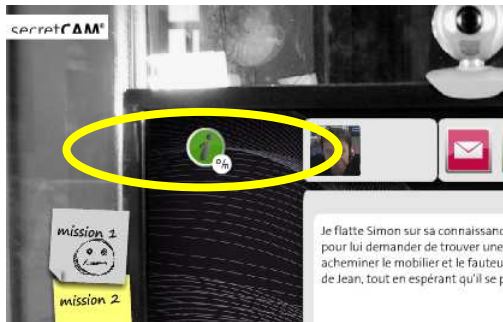 secretCAM®
i
o/n
mission 1
Je flatte Simon sur sa connaissanc
pour lui demander de trouver une
acheminer le mobilier et le fauteu
de Jean, tout en espérant qu'il se p
mission 2